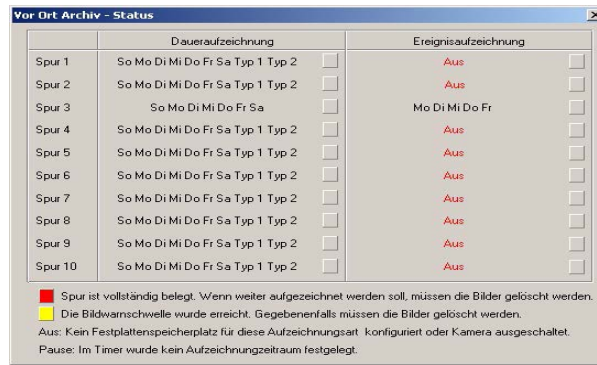 Vor Ort Archiv - Status
Daueraufzeichnung Ereignisaufzeichnung
Spur 1 So Mo Di Mi Do Fr Sa Typ 1 Typ 2 Aus
Spur 2 So Mo Di Mi Do Fr Sa Typ 1 Typ 2 Aus
Spur 3 So Mo Di Mi Do Fr Sa Mo Di Mi Do Fr
Spur 4 So Mo Di Mi Do Fr Sa Typ 1 Typ 2 Aus
Spur 5 So Mo Di Mi Do Fr Sa Typ 1 Typ 2 Aus
Spur 6 So Mo Di Mi Do Fr Sa Typ 1 Typ 2 Aus
Spur 7 So Mo Di Mi Do Fr Sa Typ 1 Typ 2 Aus
Spur 8 So Mo Di Mi Do Fr Sa Typ 1 Typ 2 Aus
Spur 9 So Mo Di Mi Do Fr Sa Typ 1 Typ 2 Aus
Spur 10 So Mo Di Mi Do Fr Sa Typ 1 Typ 2 Aus
Spur ist vollständig belegt. Wenn weiter aufgezeichnet werden soll, müssen die Bilder gelöscht werden.
Die Bildwarnschwelle wurde erreicht. Gegebenenfalls müssen die Bilder gelöscht werden.
Aus: Kein Festplattenspeicherplatz für diese Aufzeichnungsart konfiguriert oder Kamera ausgeschaltet.
Pause: Im Timer wurde kein Aufzeichnungzeitraum festgelegt.